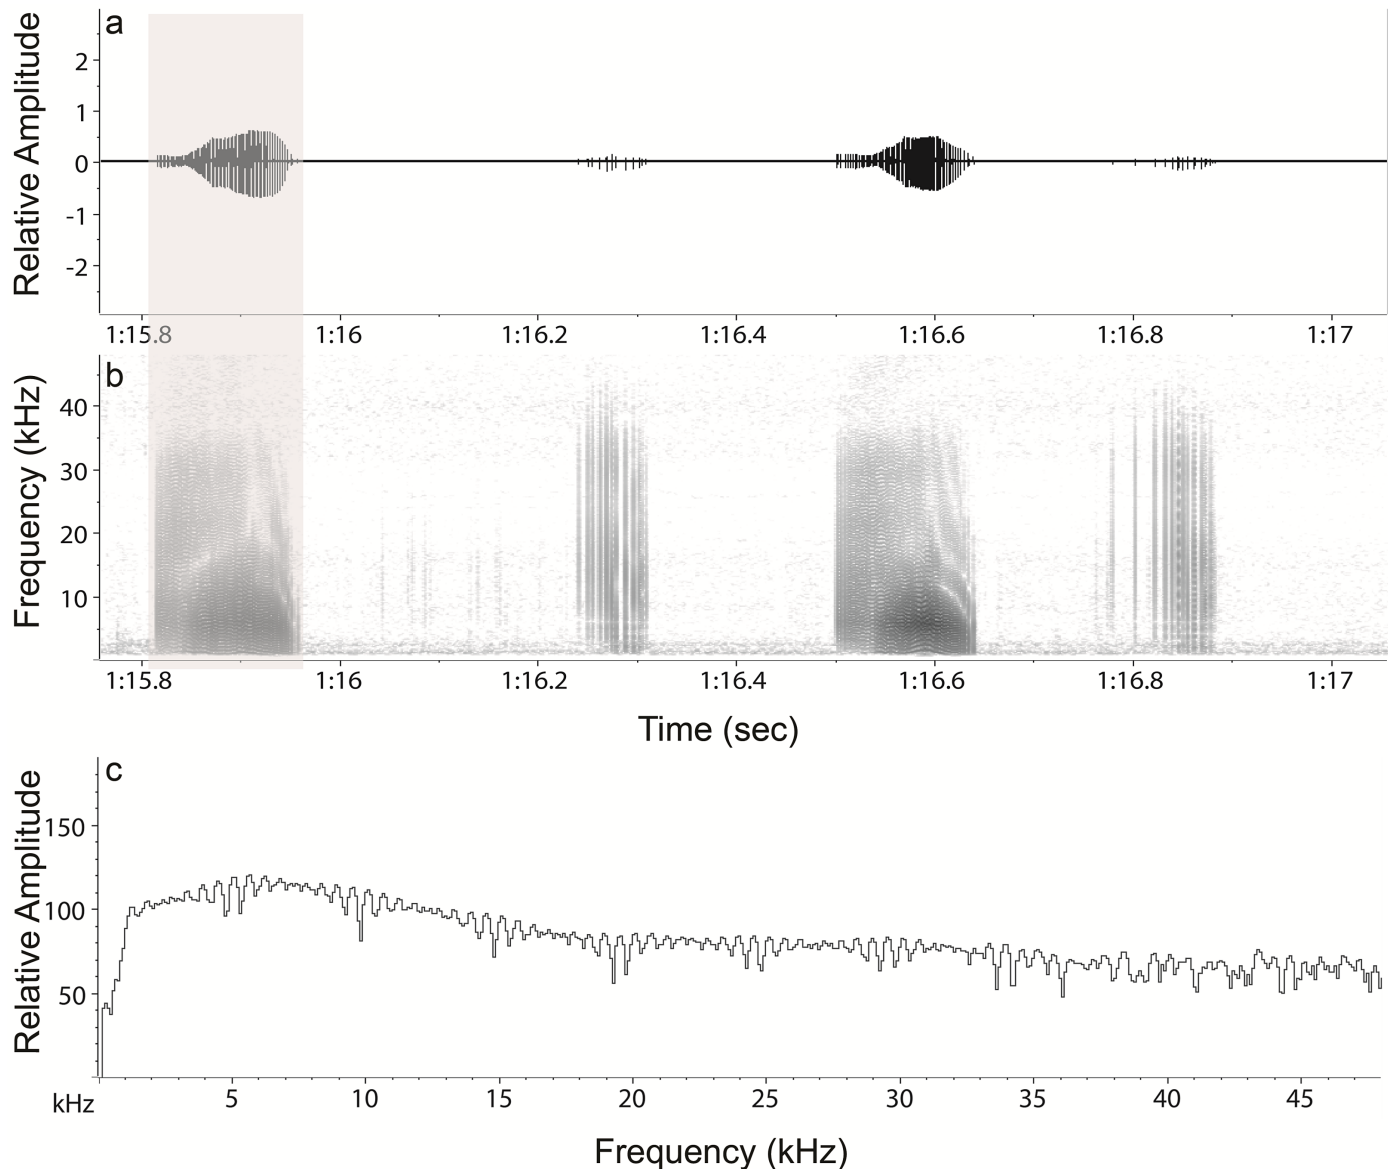 a
Relative Amplitude
2
1
0
-1
-2
1:15.8 1:16 1:16.2 1:16.4 1:16.6 1:16.8 1:17
b
Frequency (kHz)
40
30
20
10
1:15.8 1:16 1:16.2 1:16.4 1:16.6 1:16.8 1:17
Time (sec)
c
Relative Amplitude
150
100
50
kHz 5 10 15 20 25 30 35 40 45
Frequency (kHz)